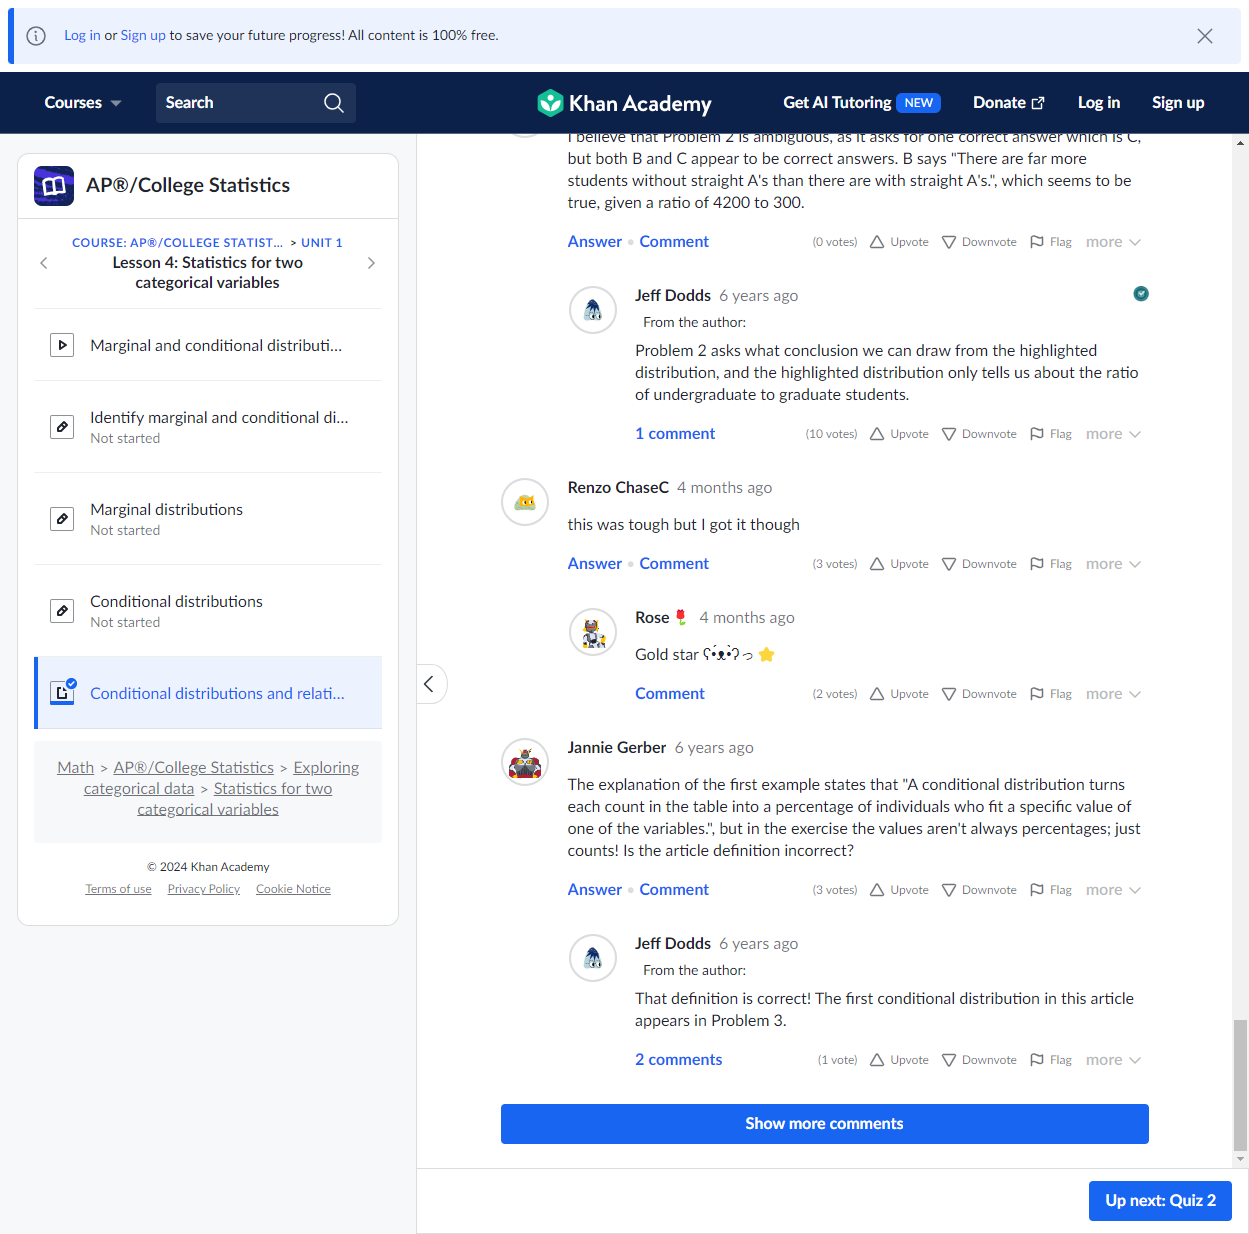 Log in or Sign up to save your future progress! All content is 100% free.
Courses
Search
Khan Academy
Get AI Tutoring NEW
Donate
Log in
Sign up
AP®/College Statistics
COURSE: AP®/COLLEGE STATIST... > UNIT 1
Lesson 4: Statistics for two
categorical variables
Marginal and conditional distributi...
Identify marginal and conditional di...
Not started
Marginal distributions
Not started
Conditional distributions
Not started
Conditional distributions and relati...
Math > AP®/College Statistics > Exploring
categorical data > Statistics for two
categorical variables
© 2024 Khan Academy
Terms of use Privacy Policy Cookie Notice
I believe that Problem 2 is ambiguous, as it asks for one correct answer which is C,
but both B and C appear to be correct answers. B says "There are far more
students without straight A's than there are with straight A's.", which seems to be
true, given a ratio of 4200 to 300.
Answer • Comment (0 votes) Upvote Downvote Flag more
Jeff Dodds 6 years ago
From the author:
Problem 2 asks what conclusion we can draw from the highlighted
distribution, and the highlighted distribution only tells us about the ratio
of undergraduate to graduate students.
1 comment (10 votes) Upvote Downvote Flag more
Renzo ChaseC 4 months ago
this was tough but I got it though
Answer • Comment (3 votes) Upvote Downvote Flag more
Rose🌷 4 months ago
Gold star ʕ•́ᴥ•̀ʔっ⭐
Comment (2 votes) Upvote Downvote Flag more
Jannie Gerber 6 years ago
The explanation of the first example states that "A conditional distribution turns
each count in the table into a percentage of individuals who fit a specific value of
one of the variables.", but in the exercise the values aren't always percentages; just
counts! Is the article definition incorrect?
Answer • Comment (3 votes) Upvote Downvote Flag more
Jeff Dodds 6 years ago
From the author:
That definition is correct! The first conditional distribution in this article
appears in Problem 3.
2 comments (1 vote) Upvote Downvote Flag more
Show more comments
Up next: Quiz 2